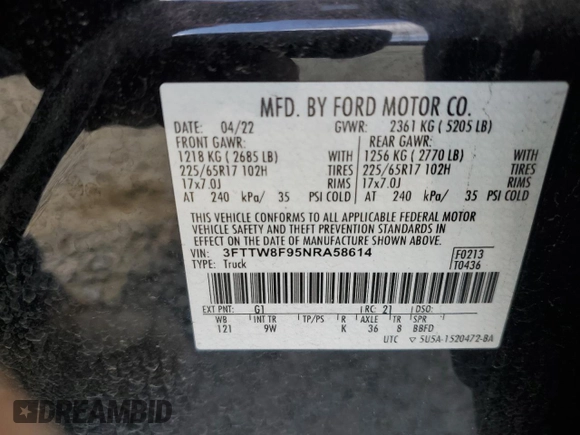 MFD. BY FORD MOTOR CO.
DATE: 04/22 GVWR: 2361 KG ( 5205 LB)
FRONT GAWR: REAR GAWR:
1218 KG ( 2685 LB) WITH 1256 KG ( 2770 LB) WITH
225/65R17 102H TIRES 225/65R17 102H TIRES
17x7.0J RIMS 17x7.0J RIMS
AT 240 kPa/ 35 PSI COLD AT 240 kPa/ 35 PSI COLD
THIS VEHICLE CONFORMS TO ALL APPLICABLE FEDERAL MOTOR
VEHICLE SAFETY AND THEFT PREVENTION STANDARDS IN
EFFECT ON THE DATE OF MANUFACTURE SHOWN ABOVE.
VIN: 3FTTW8F95NRA58614 F0213
TYPE: Truck T0436
EXT PNT: G1 RC: 21 DSO:
WB INT TR TP/PS R AXLE TR SPR
121 9W K 36 8 BBFD
UTC ▽ 5U5A-1520472-BA
DREAMBID